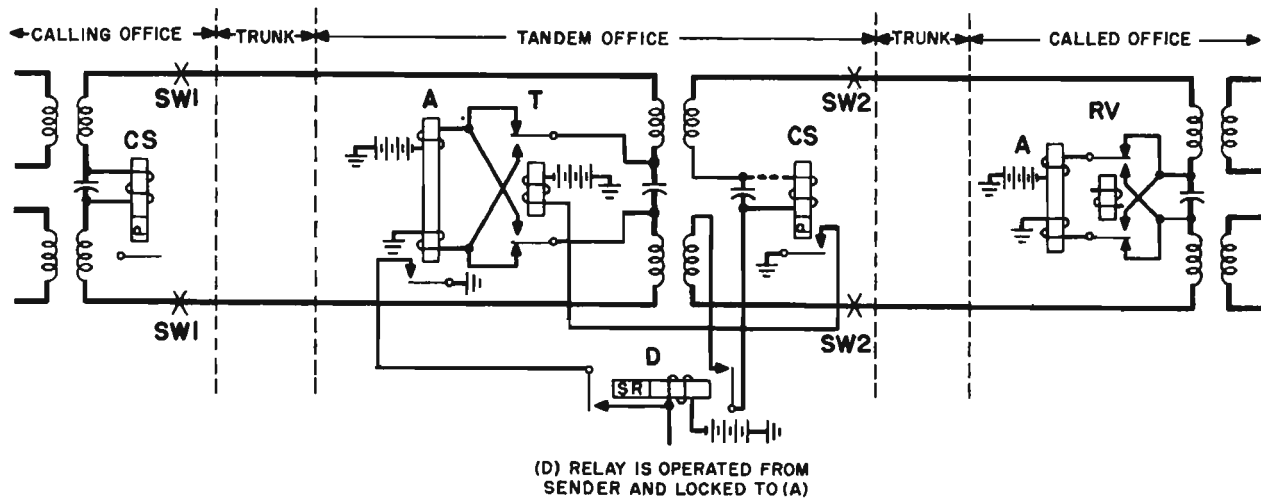 CALLING OFFICE TRUNK TANDEM OFFICE TRUNK CALLED OFFICE
SW1 SW2
A T RV
CS CS A
P P
SW1 SW2
D
SR
(D) RELAY IS OPERATED FROM
SENDER AND LOCKED TO (A)